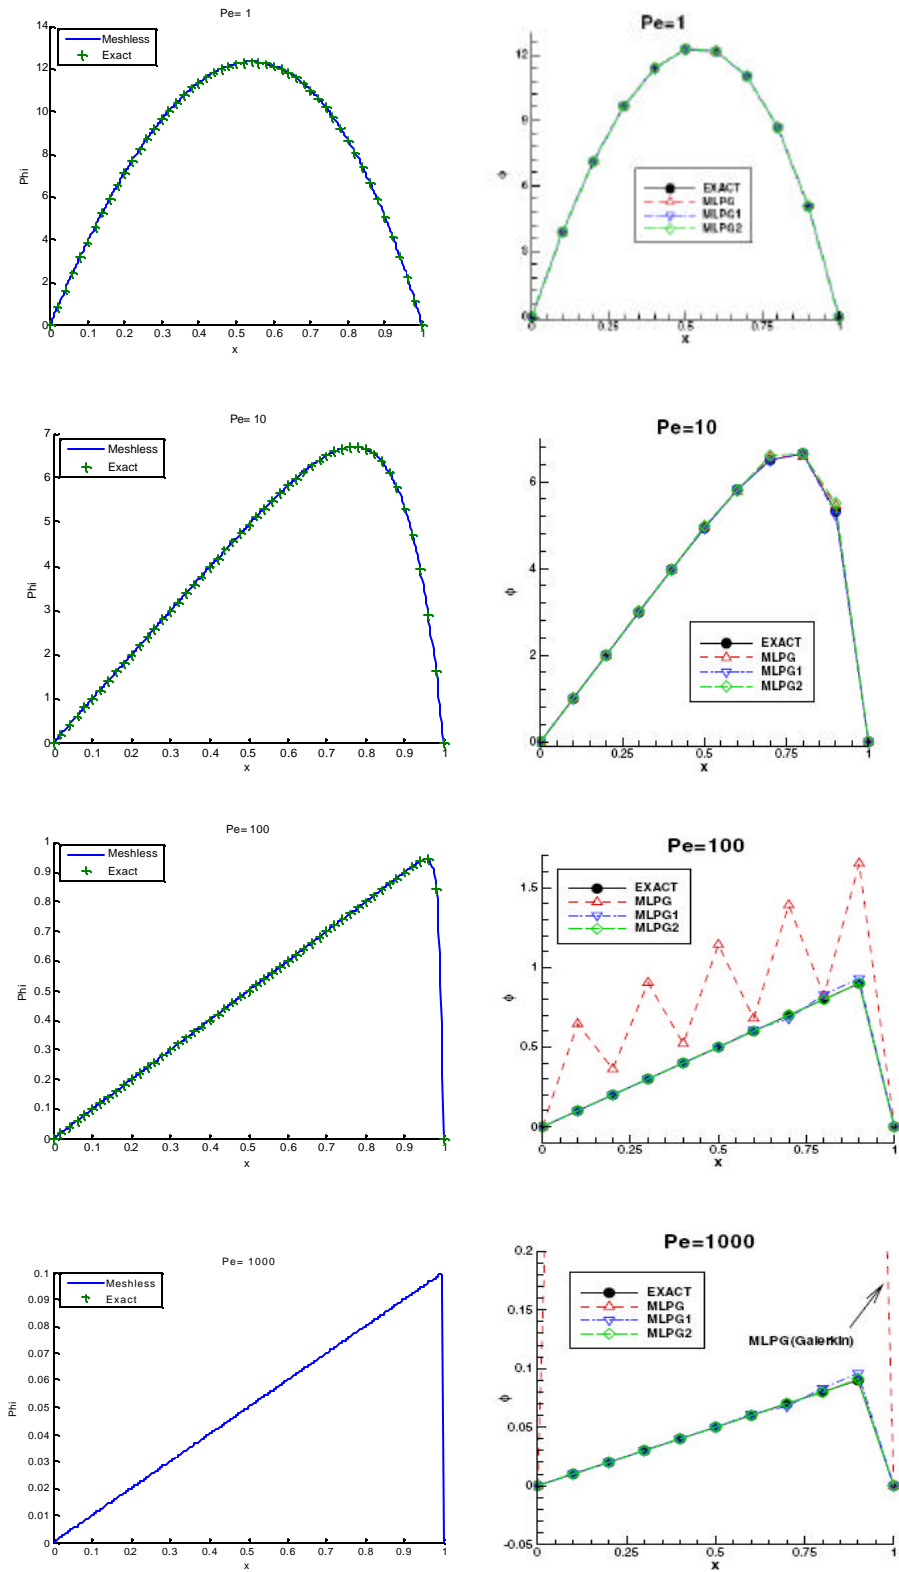 Pe= 1
14
12
10
8
6
4
2
0
Phi
Meshless
Exact
0 0.1 0.2 0.3 0.4 0.5 0.6 0.7 0.8 0.9 1
x
Pe=1
12
9
6
3
0
ϕ
EXACT
MLPG
MLPG1
MLPG2
0 0.25 0.5 0.75 1
x
Pe= 10
7
6
5
4
3
2
1
0
Phi
Meshless
Exact
0 0.1 0.2 0.3 0.4 0.5 0.6 0.7 0.8 0.9 1
x
Pe=10
6
4
2
0
ϕ
EXACT
MLPG
MLPG1
MLPG2
0 0.25 0.5 0.75 1
x
Pe= 100
1
0.9
0.8
0.7
0.6
0.5
0.4
0.3
0.2
0.1
0
Phi
Meshless
Exact
0 0.1 0.2 0.3 0.4 0.5 0.6 0.7 0.8 0.9 1
x
Pe=100
1.5
1
0.5
0
ϕ
EXACT
MLPG
MLPG1
MLPG2
0 0.25 0.5 0.75 1
x
Pe= 1000
0.1
0.09
0.08
0.07
0.06
0.05
0.04
0.03
0.02
0.01
0
Phi
Meshless
Exact
0 0.1 0.2 0.3 0.4 0.5 0.6 0.7 0.8 0.9 1
x
Pe=1000
0.2
0.15
0.1
0.05
0
-0.05
ϕ
EXACT
MLPG
MLPG1
MLPG2
MLPG(Galerkin)
0 0.25 0.5 0.75 1
x